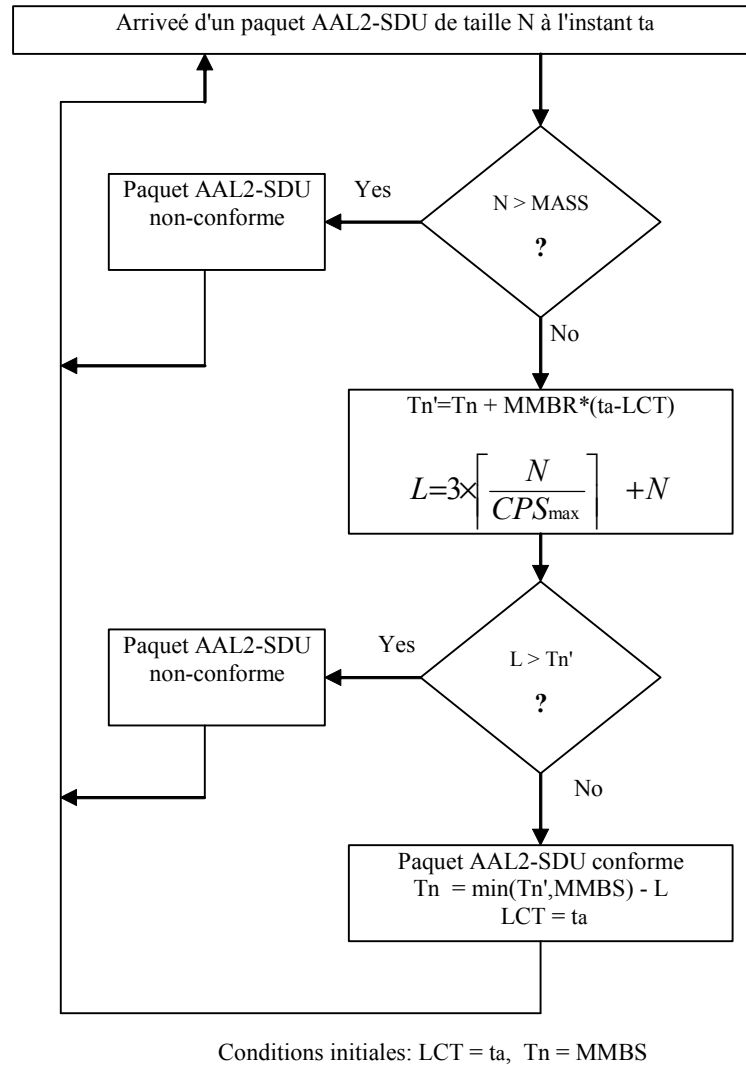 Arriveé d'un paquet AAL2-SDU de taille N à l'instant ta
Paquet AAL2-SDU
non-conforme
Yes
N > MASS
?
No
Tn'=Tn + MMBR*(ta-LCT)
L=3×⌈N/CPSmax⌉ +N
Paquet AAL2-SDU
non-conforme
Yes
L > Tn'
?
No
Paquet AAL2-SDU conforme
Tn = min(Tn',MMBS) - L
LCT = ta
Conditions initiales: LCT = ta, Tn = MMBS